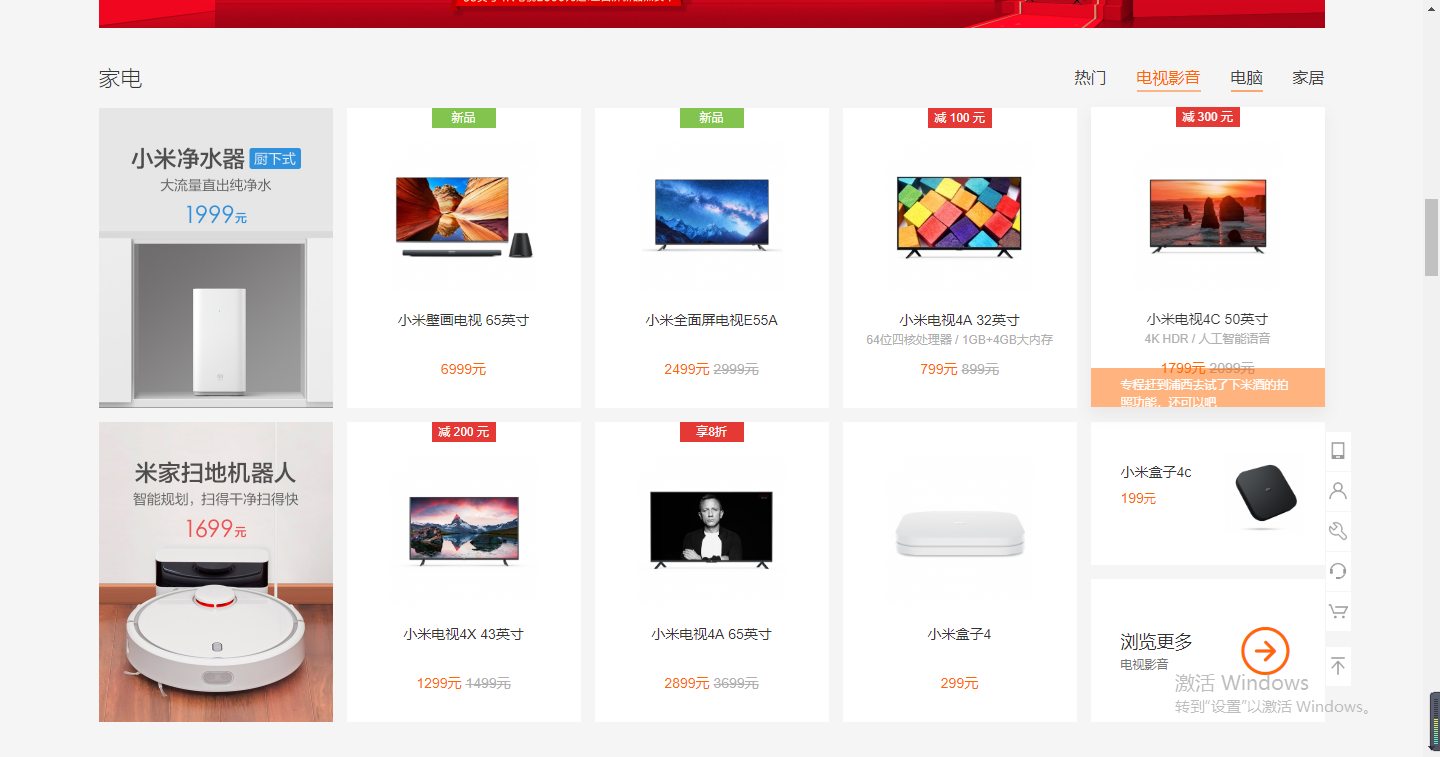 家电
热门 电视影音 电脑 家居
小米净水器 厨下式
大流量直出纯净水
1999元
新品
小米壁画电视 65英寸
6999元
新品
小米全面屏电视E55A
2499元 2999元
减 100 元
小米电视4A 32英寸
64位四核处理器 / 1GB+4GB大内存
799元 899元
减 300 元
小米电视4C 50英寸
4K HDR / 人工智能语音
1799元 2099元
专程赶到浦西去试了下米酒的拍
照功能，还可以吧
米家扫地机器人
智能规划，扫得干净扫得快
1699元
减 200 元
小米电视4X 43英寸
1299元 1499元
享8折
小米电视4A 65英寸
2899元 3699元
小米盒子4
299元
小米盒子4c
199元
浏览更多
电视影音
激活 Windows
转到“设置”以激活 Windows。